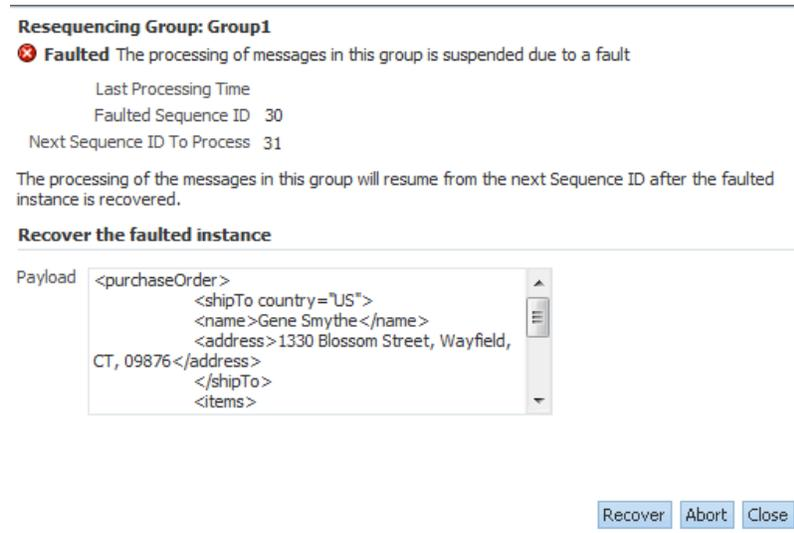 Resequencing Group: Group1
Faulted The processing of messages in this group is suspended due to a fault
Last Processing Time
Faulted Sequence ID 30
Next Sequence ID To Process 31
The processing of the messages in this group will resume from the next Sequence ID after the faulted
instance is recovered.
Recover the faulted instance
Payload <purchaseOrder>
<shipTo country="US">
<name>Gene Smythe</name>
<address>1330 Blossom Street, Wayfield,
CT, 09876</address>
</shipTo>
<items>
Recover Abort Close